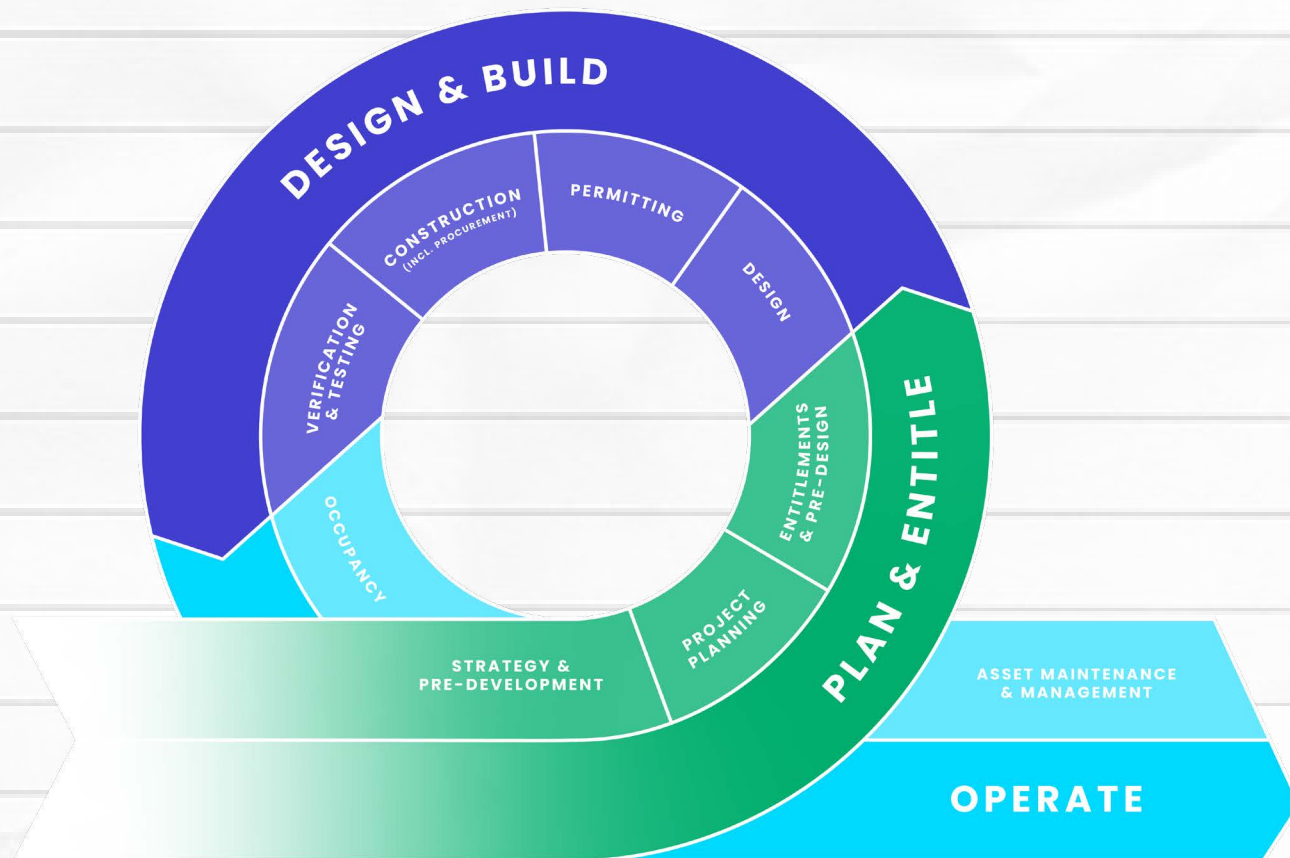 STRATEGY &
PRE-DEVELOPMENT
PROJECT
PLANNING
ENTITLEMENTS
& PRE-DESIGN
PLAN & ENTITLE
DESIGN
PERMITTING
CONSTRUCTION
(INCL. PROCUREMENT)
VERIFICATION
& TESTING
DESIGN & BUILD
OCCUPANCY
ASSET MAINTENANCE
& MANAGEMENT
OPERATE